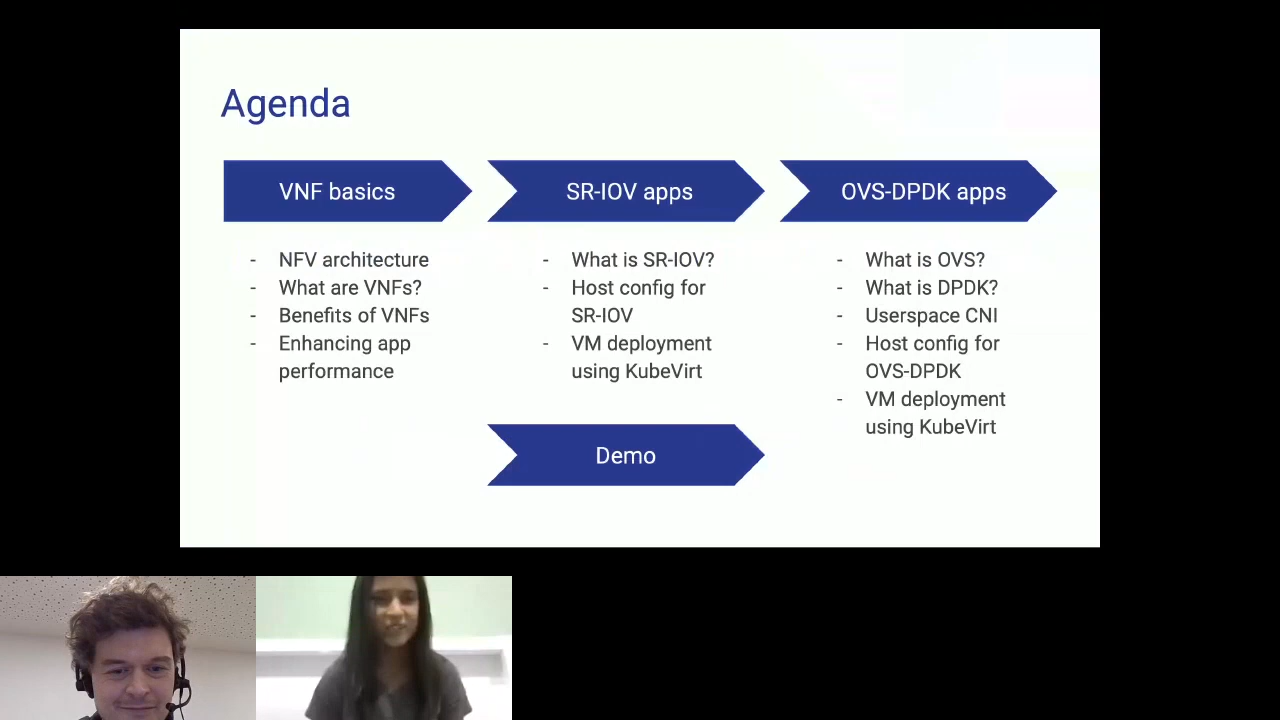 Agenda
VNF basics
- NFV architecture
- What are VNFs?
- Benefits of VNFs
- Enhancing app
performance
SR-IOV apps
- What is SR-IOV?
- Host config for
SR-IOV
- VM deployment
using KubeVirt
Demo
OVS-DPDK apps
- What is OVS?
- What is DPDK?
- Userspace CNI
- Host config for
OVS-DPDK
- VM deployment
using KubeVirt